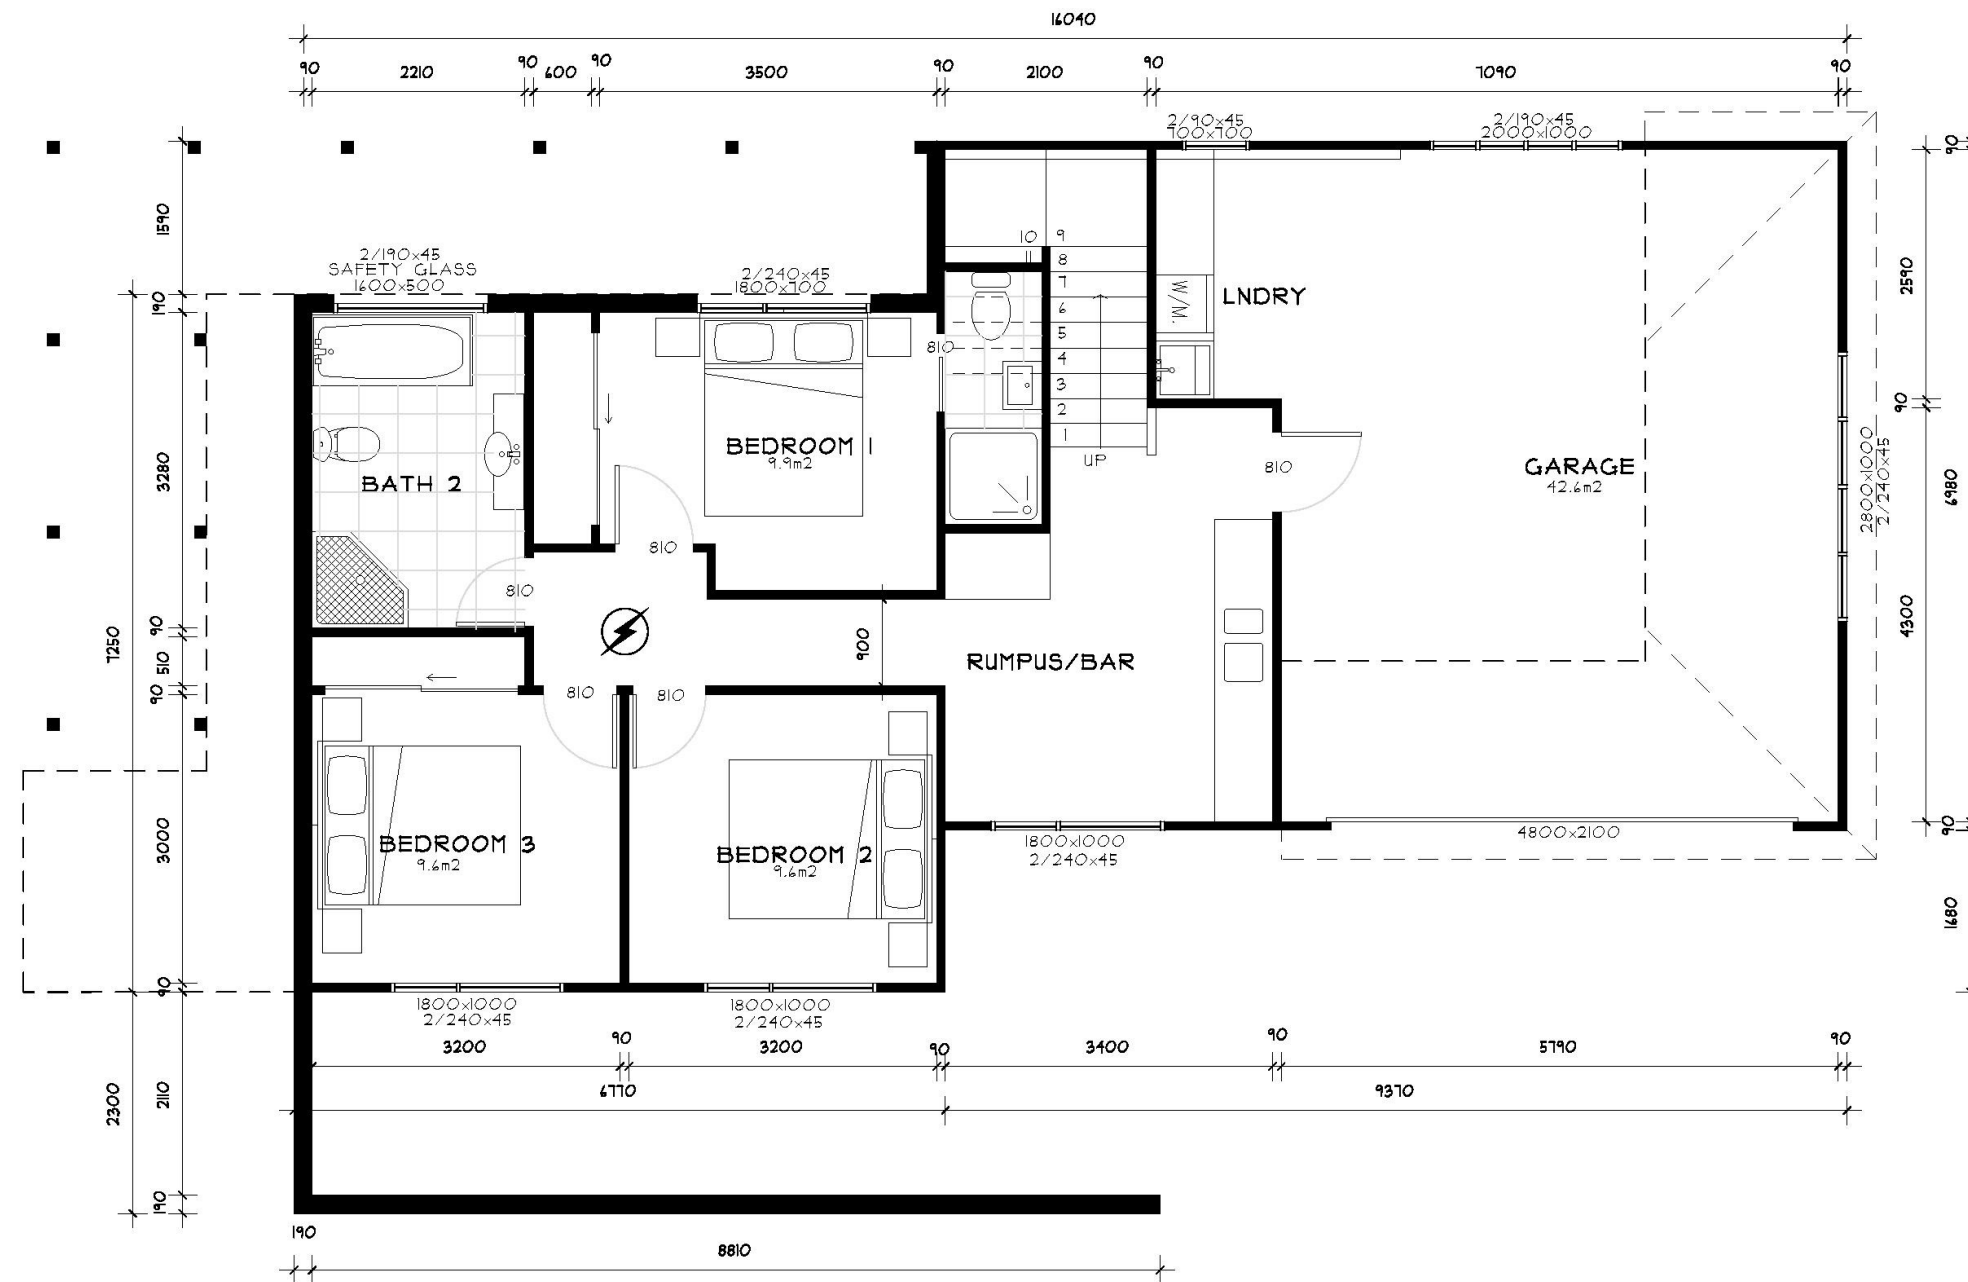 16040
90 2210 90 600 90 3500 90 2100 90 7090 90
2/90x45
700x700
2/190x45
2000x1000
90
1590
2/190x45
SAFETY GLASS
1600x500
2/240x45
1800x700
10
11
9
8
7
6
5
4
3
2
1
UP
W/M.
LNDRY
2590
190
810
BEDROOM 1
9.9m2
BATH 2
3280
810
GARAGE
42.6m2
90
2800x1000
2/240x45
6980
810
810
7250
90
510
90
900
RUMPUS/BAR
4300
810
810
3000
BEDROOM 3
9.6m2
BEDROOM 2
9.6m2
1800x1000
2/240x45
4800x2100
90
1680
90
1800x1000
2/240x45
1800x1000
2/240x45
3200 90 3200 90 3400 90 5790 90
6770 9370
2300
2110
190
190
8810